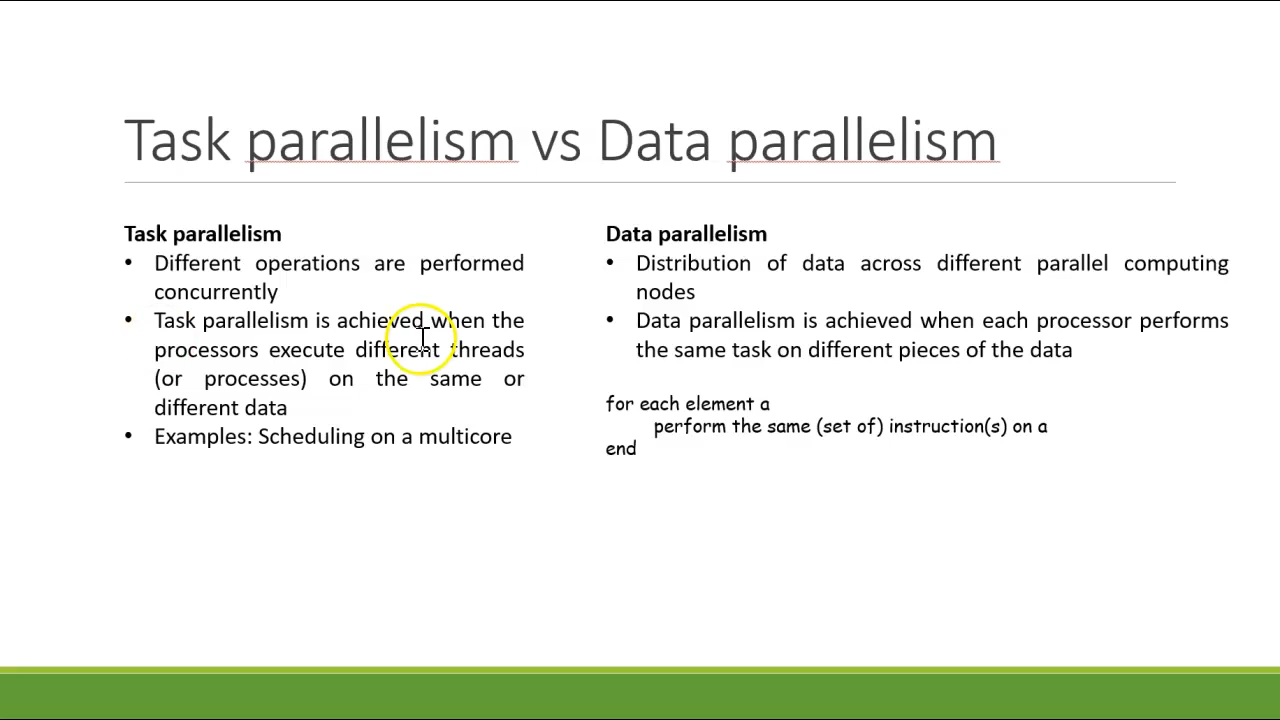 Task parallelism vs Data parallelism
Task parallelism
• Different operations are performed
concurrently
• Task parallelism is achieved when the
processors execute different threads
(or processes) on the same or
different data
• Examples: Scheduling on a multicore
Data parallelism
• Distribution of data across different parallel computing
nodes
• Data parallelism is achieved when each processor performs
the same task on different pieces of the data
for each element a
perform the same (set of) instruction(s) on a
end